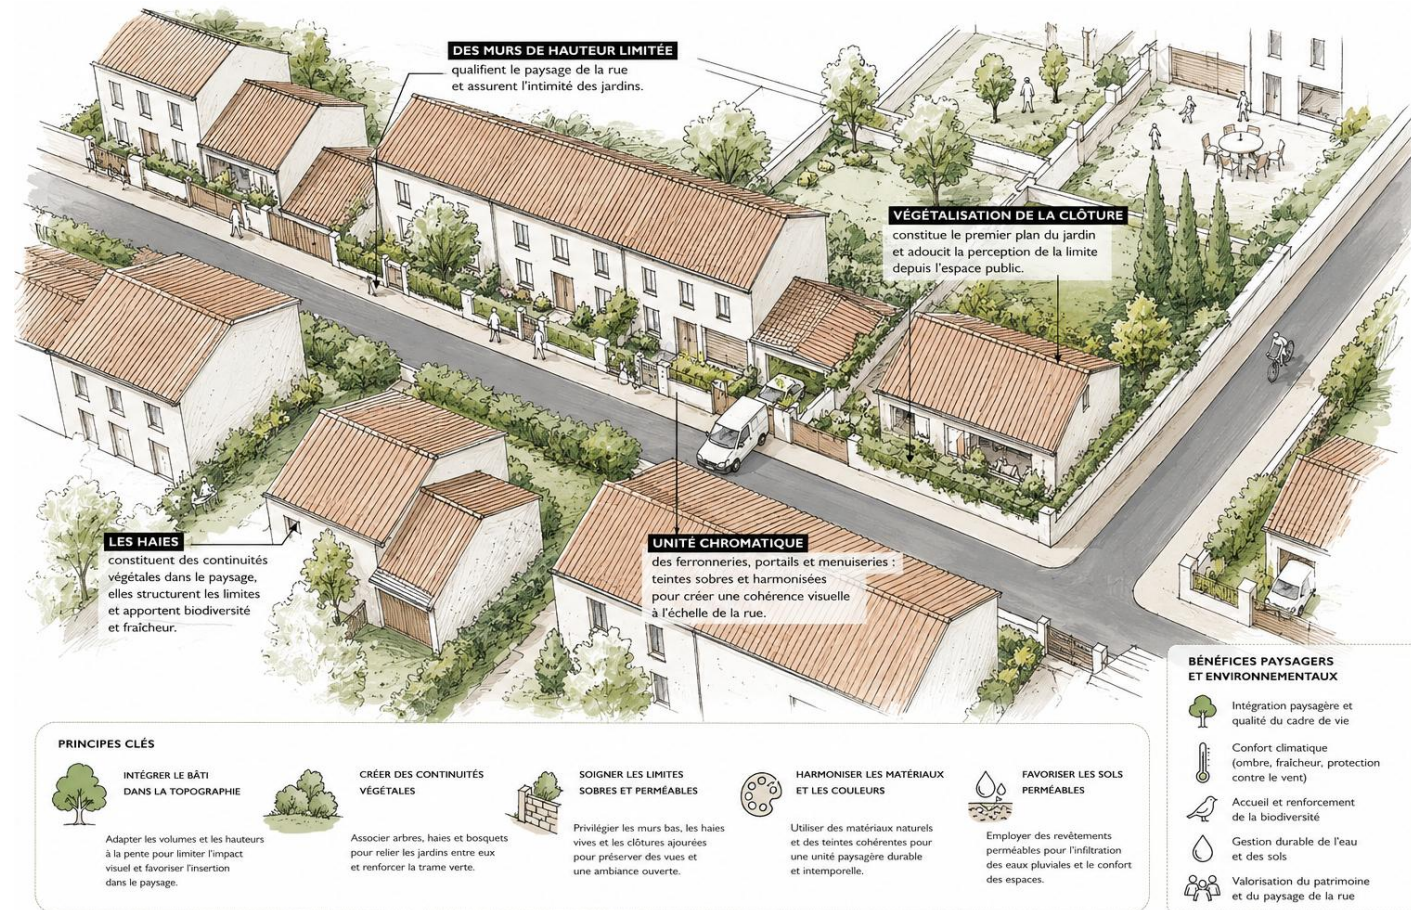 DES MURS DE HAUTEUR LIMITÉE
qualifient le paysage de la rue
et assurent l'intimité des jardins.
VÉGÉTALISATION DE LA CLÔTURE
constitue le premier plan du jardin
et adoucit la perception de la limite
depuis l'espace public.
LES HAIES
constituent des continuités
végétales dans le paysage,
elles structurent les limites
et apportent biodiversité
et fraîcheur.
UNITÉ CHROMATIQUE
des ferronneries, portails et menuiseries :
teintes sobres et harmonisées
pour créer une cohérence visuelle
à l'échelle de la rue.
BÉNÉFICES PAYSAGERS
ET ENVIRONNEMENTAUX
Intégration paysagère et
qualité du cadre de vie
Confort climatique
(ombre, fraîcheur, protection
contre le vent)
Accueil et renforcement
de la biodiversité
Gestion durable de l'eau
et des sols
Valorisation du patrimoine
et du paysage de la rue
PRINCIPES CLÉS
INTÉGRER LE BÂTI
DANS LA TOPOGRAPHIE
Adapter les volumes et les hauteurs
à la pente pour limiter l'impact
visuel et favoriser l'insertion
dans le paysage.
CRÉER DES CONTINUITÉS
VÉGÉTALES
Associer arbres, haies et bosquets
pour relier les jardins entre eux
et renforcer la trame verte.
SOIGNER LES LIMITES
SOBRES ET PERMÉABLES
Privilégier les murs bas, les haies
vives et les clôtures ajourées
pour préserver des vues et
une ambiance ouverte.
HARMONISER LES MATÉRIAUX
ET LES COULEURS
Utiliser des matériaux naturels
et des teintes cohérentes pour
une unité paysagère durable
et intemporelle.
FAVORISER LES SOLS
PERMÉABLES
Employer des revêtements
perméables pour l'infiltration
des eaux pluviales et le confort
des espaces.